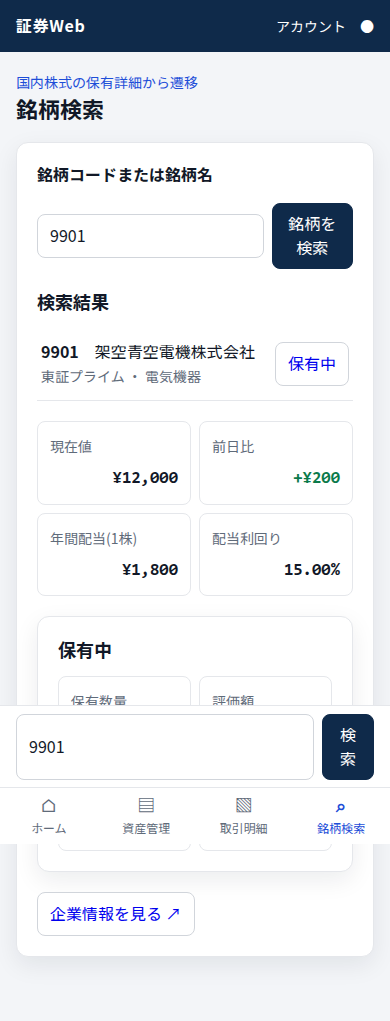 証券Web
アカウント
国内株式の保有詳細から遷移
銘柄検索
銘柄コードまたは銘柄名
9901
銘柄を
検索
検索結果
9901 架空青空電機株式会社
東証プライム ・ 電気機器
保有中
現在値
¥12,000
前日比
+¥200
年間配当(1株)
¥1,800
配当利回り
15.00%
保有中
保有数量
評価額
9901
検
索
ホーム
資産管理
取引明細
銘柄検索
企業情報を見る ↗